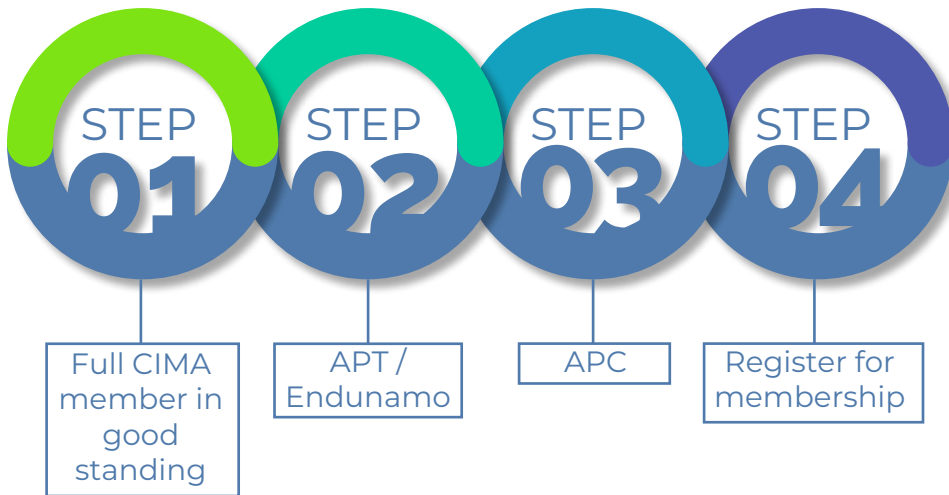 STEP
01
Full CIMA
member in
good
standing
STEP
02
APT /
Endunamo
STEP
03
APC
STEP
04
Register for
membership